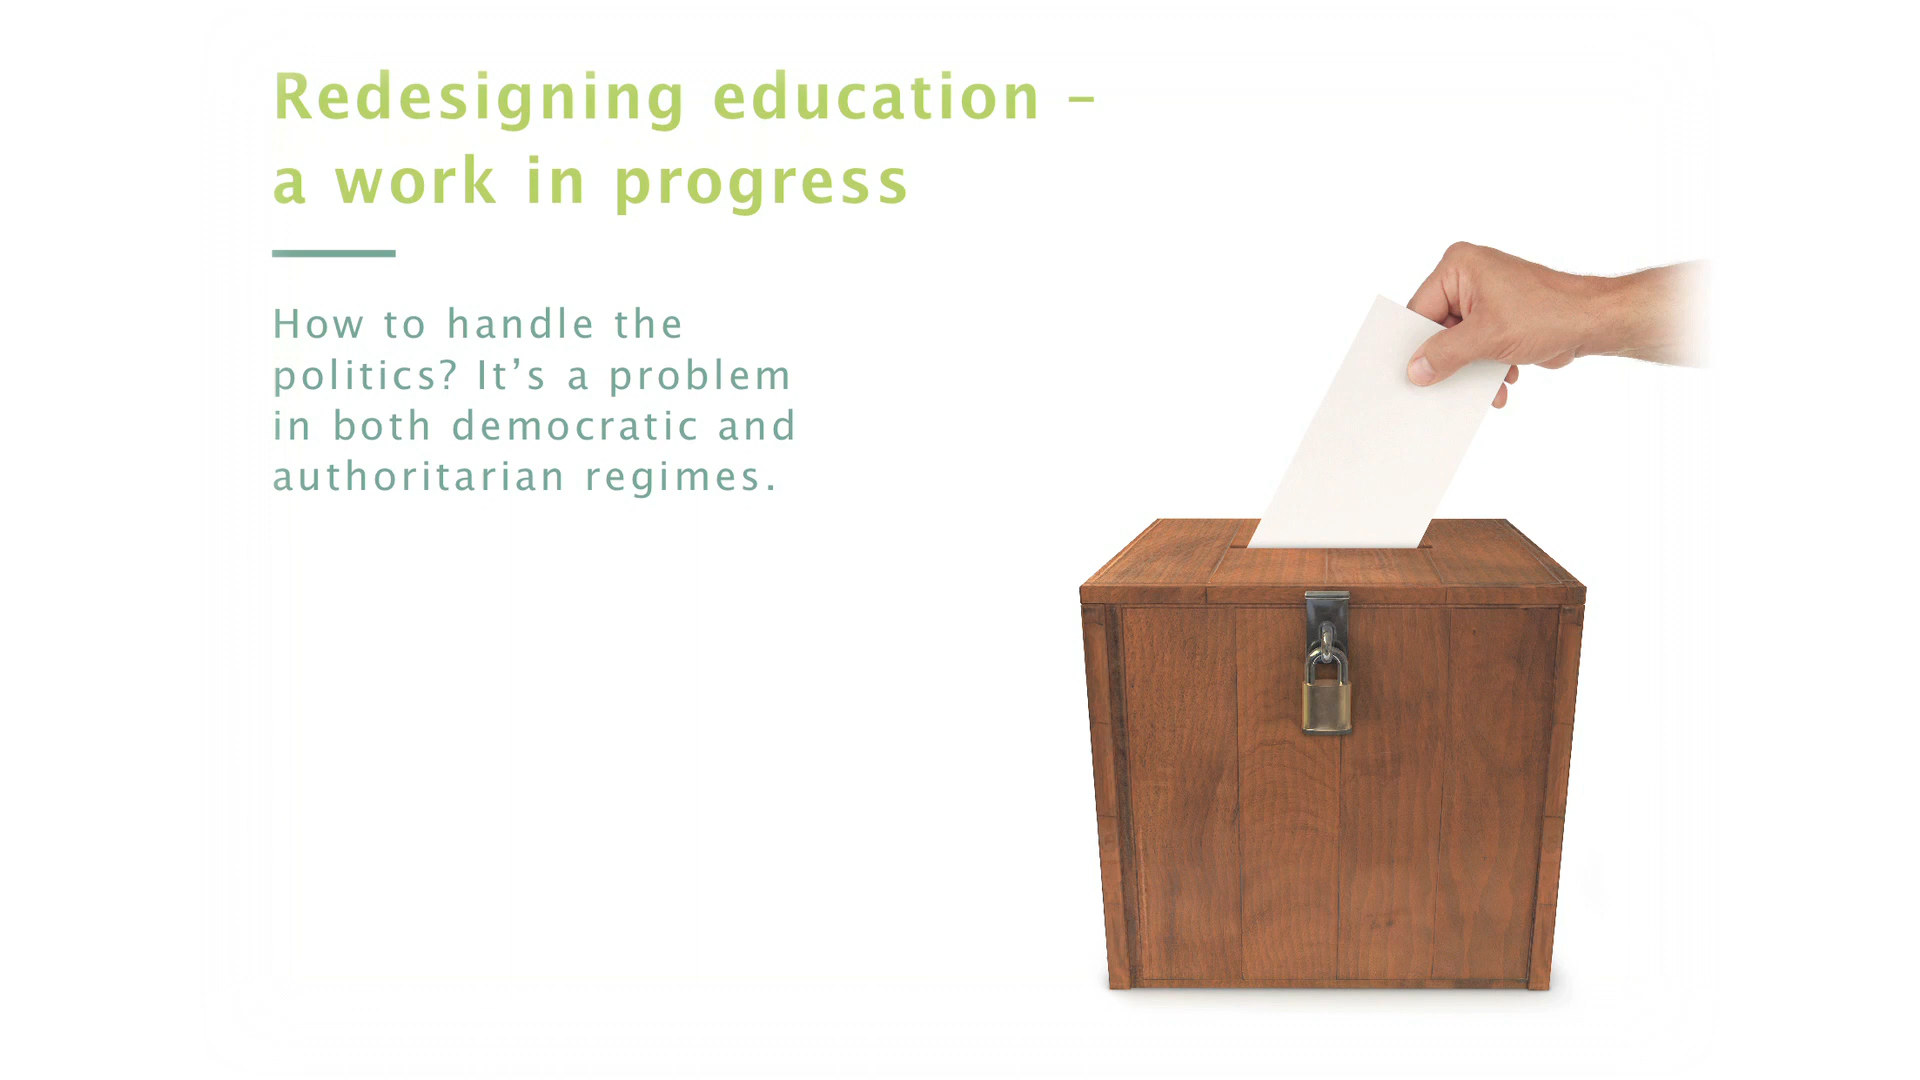 Redesigning education –
a work in progress
How to handle the
politics? It’s a problem
in both democratic and
authoritarian regimes.